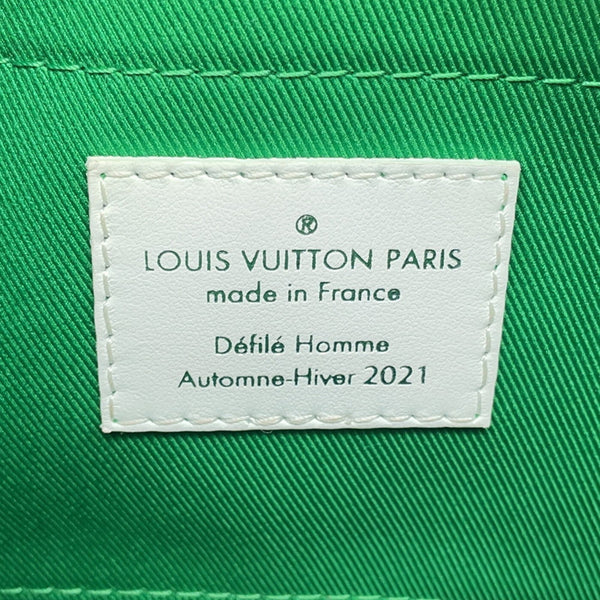 ®
LOUIS VUITTON PARIS
made in France
Défilé Homme
Automne-Hiver 2021